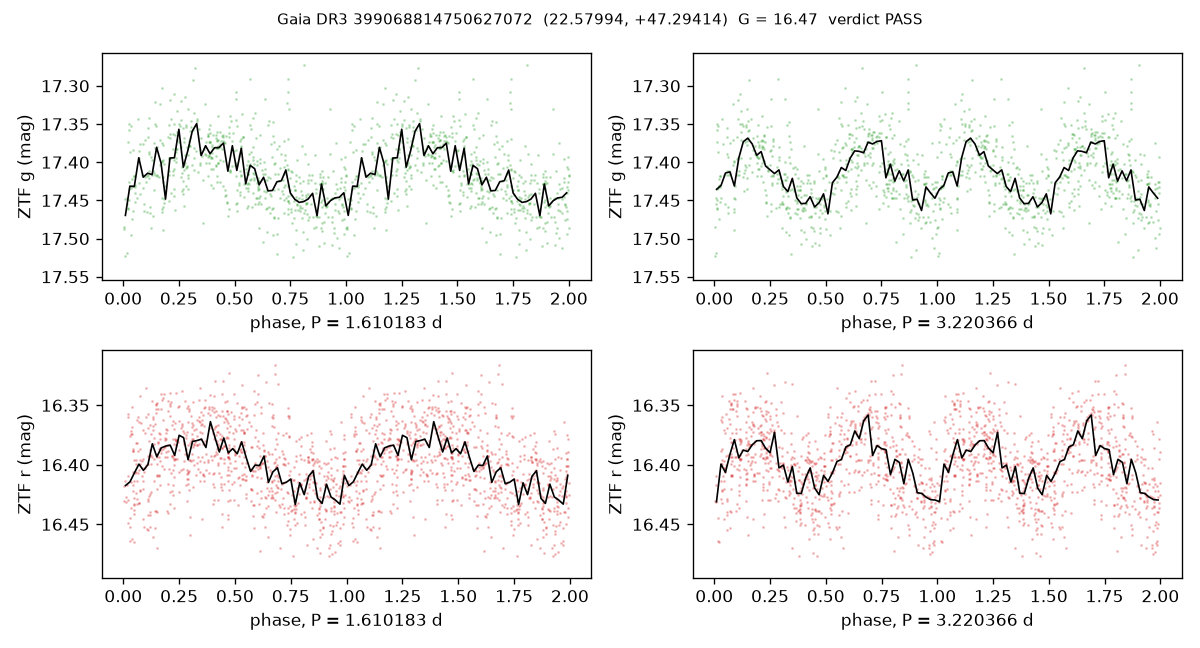 Gaia DR3 399068814750627072 (22.57994, +47.29414) G = 16.47 verdict PASS
ZTF g (mag)
17.30
17.35
17.40
17.45
17.50
17.55
0.00 0.25 0.50 0.75 1.00 1.25 1.50 1.75 2.00
phase, P = 1.610183 d
ZTF g (mag)
17.30
17.35
17.40
17.45
17.50
17.55
0.00 0.25 0.50 0.75 1.00 1.25 1.50 1.75 2.00
phase, P = 3.220366 d
ZTF r (mag)
16.35
16.40
16.45
0.00 0.25 0.50 0.75 1.00 1.25 1.50 1.75 2.00
phase, P = 1.610183 d
ZTF r (mag)
16.35
16.40
16.45
0.00 0.25 0.50 0.75 1.00 1.25 1.50 1.75 2.00
phase, P = 3.220366 d